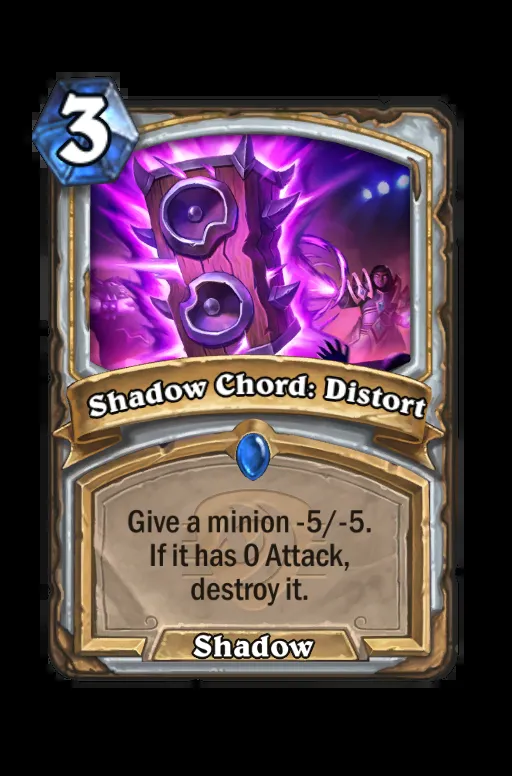 3
Shadow Chord: Distort
Give a minion -5/-5.
If it has 0 Attack,
destroy it.
Shadow